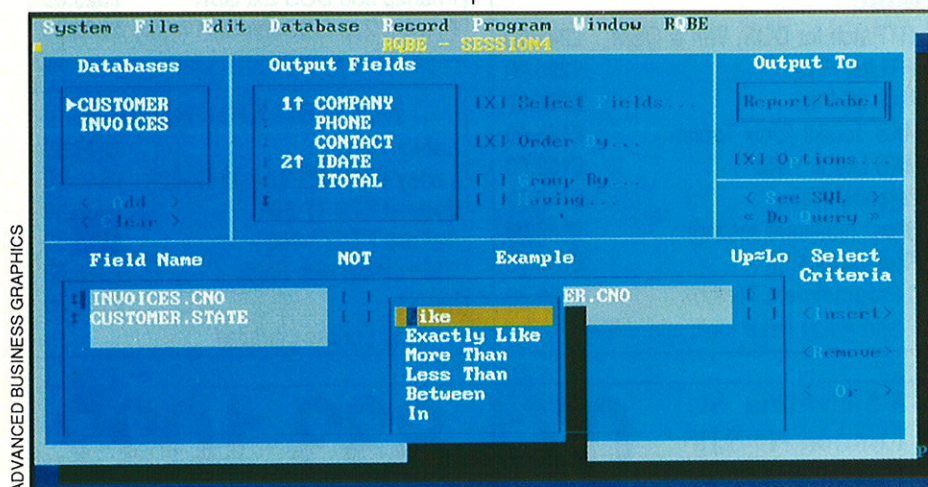 System File Edit Database Record Program Window RQBE
RQBE - SESSION4
Databases
Output Fields
Output To
►CUSTOMER
INVOICES
1↑ COMPANY
PHONE
CONTACT
2↑ IDATE
ITOTAL
[X] Select Fields...
[X] Order By...
[ ] Group By...
[ ] Having...
Report/Label
[X] Options...
< Add >
< Clear >
< See SQL >
« Do Query »
Field Name NOT Example Up≈Lo Select Criteria
INVOICES.CNO [ ] ER.CNO [ ]
CUSTOMER.STATE [ ] [ ]
ike
Exactly Like
More Than
Less Than
Between
In
<Insert>
<Remove>
< Or >
ADVANCED BUSINESS GRAPHICS